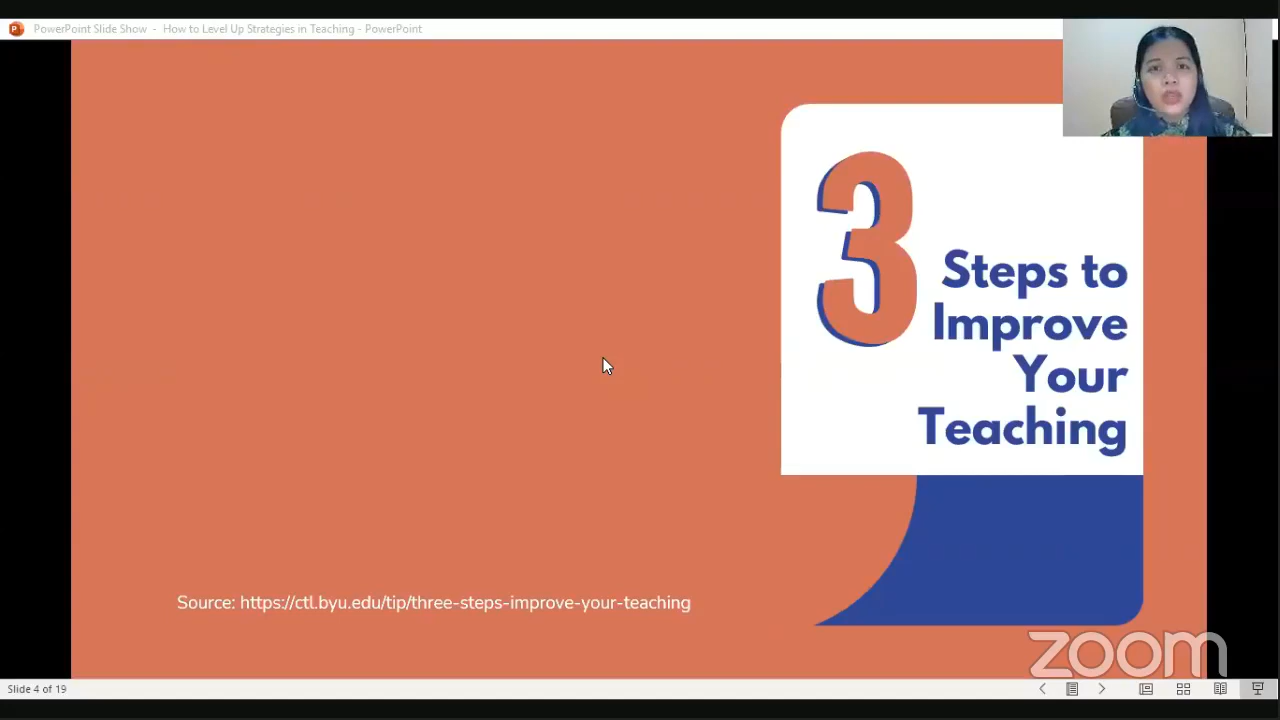 PowerPoint Slide Show - How to Level Up Strategies in Teaching - PowerPoint
3
Steps to
Improve
Your
Teaching
Source: https://ctl.byu.edu/tip/three-steps-improve-your-teaching
zoom
Slide 4 of 19